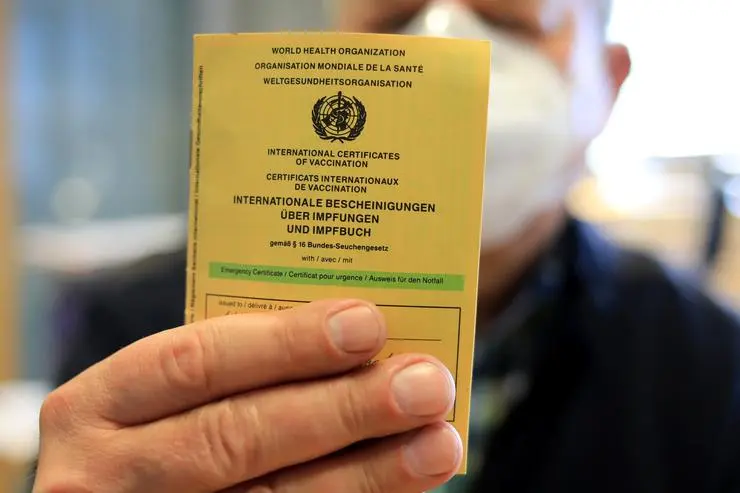 WORLD HEALTH ORGANIZATION
ORGANISATION MONDIALE DE LA SANTÉ
WELTGESUNDHEITSORGANISATION
INTERNATIONAL CERTIFICATES
OF VACCINATION
CERTIFICATS INTERNATIONAUX
DE VACCINATION
INTERNATIONALE BESCHEINIGUNGEN
ÜBER IMPFUNGEN
UND IMPFBUCH
gemäß § 16 Bundes-Seuchengesetz
with / avec / mit
Emergency Certificate / Certificat pour urgence / Ausweis für den Notfall
issued to / délivré à